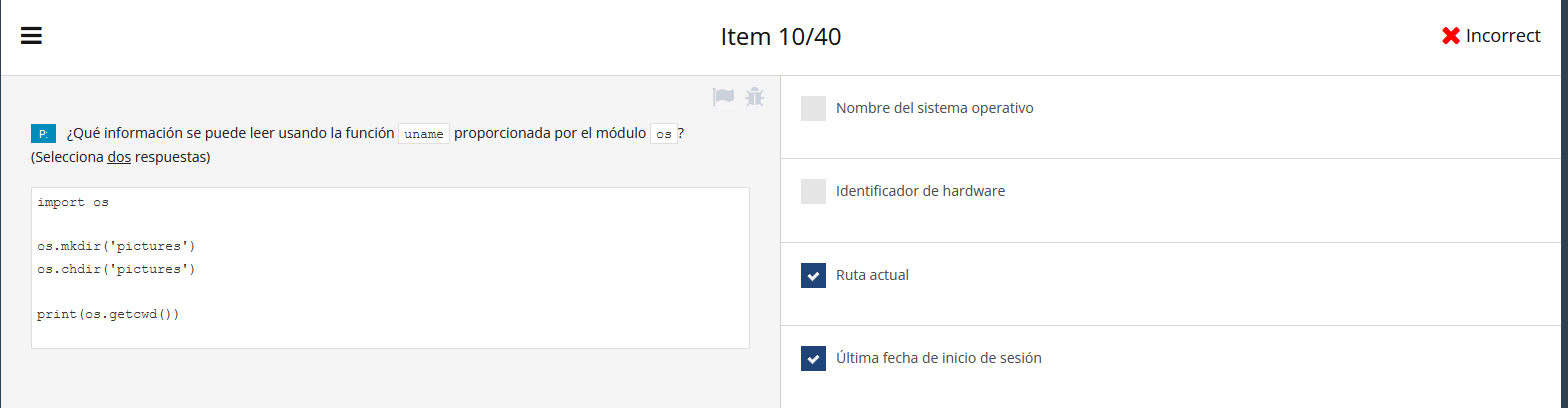 Item 10/40
Incorrect
P: ¿Qué información se puede leer usando la función uname proporcionada por el módulo os?
(Selecciona dos respuestas)
import os
os.mkdir('pictures')
os.chdir('pictures')
print(os.getcwd())
Nombre del sistema operativo
Identificador de hardware
Ruta actual
Última fecha de inicio de sesión